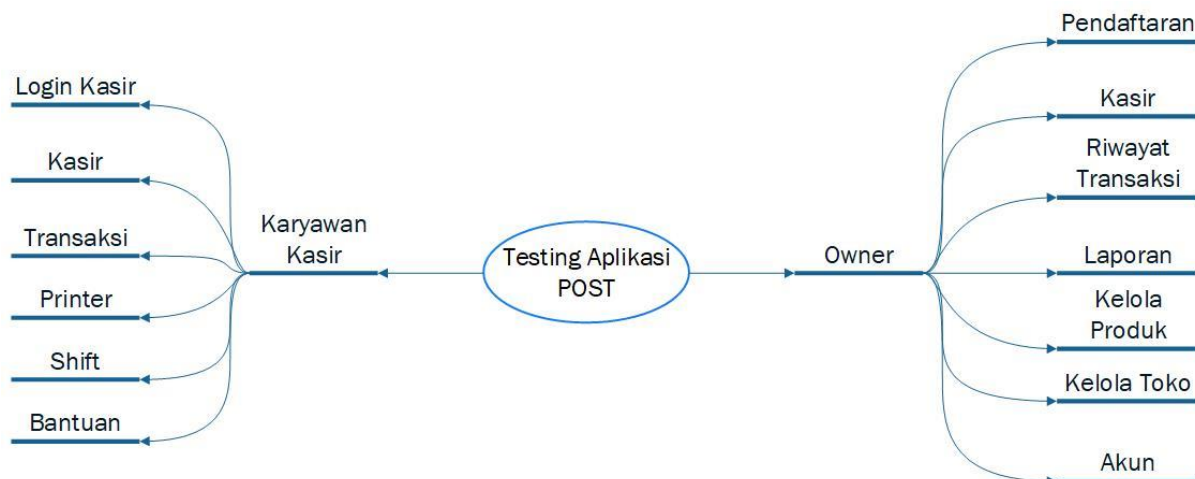 Testing Aplikasi
POST
Karyawan
Kasir
Login Kasir
Kasir
Transaksi
Printer
Shift
Bantuan
Owner
Pendaftaran
Kasir
Riwayat
Transaksi
Laporan
Kelola
Produk
Kelola Toko
Akun